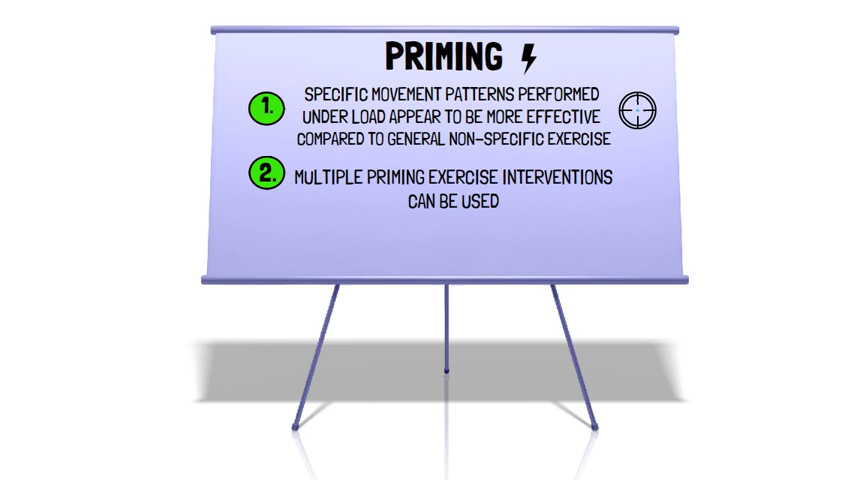 PRIMING
1. SPECIFIC MOVEMENT PATTERNS PERFORMED
UNDER LOAD APPEAR TO BE MORE EFFECTIVE
COMPARED TO GENERAL NON-SPECIFIC EXERCISE
2. MULTIPLE PRIMING EXERCISE INTERVENTIONS
CAN BE USED